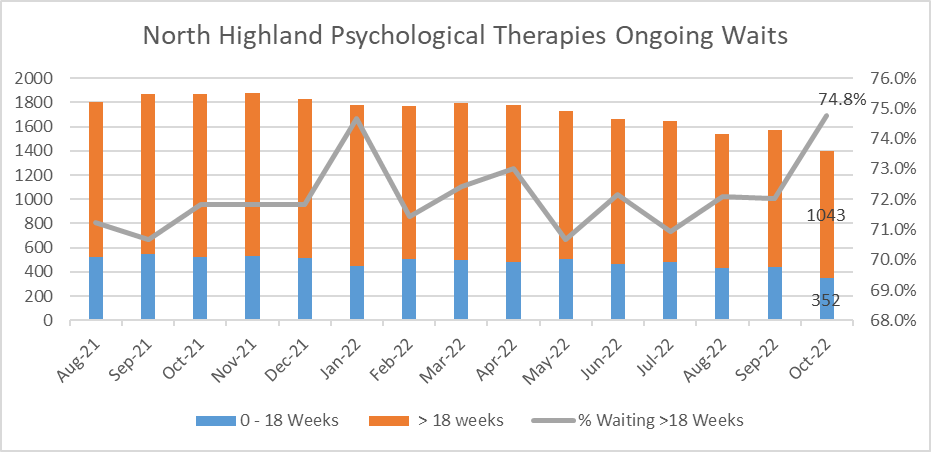 North Highland Psychological Therapies Ongoing Waits
2000
1800
1600
1400
1200
1000
800
600
400
200
0
76.0%
75.0%
74.0%
73.0%
72.0%
71.0%
70.0%
69.0%
68.0%
74.8%
1043
352
Aug-21
Sep-21
Oct-21
Nov-21
Dec-21
Jan-22
Feb-22
Mar-22
Apr-22
May-22
Jun-22
Jul-22
Aug-22
Sep-22
Oct-22
0 - 18 Weeks
> 18 weeks
% Waiting >18 Weeks